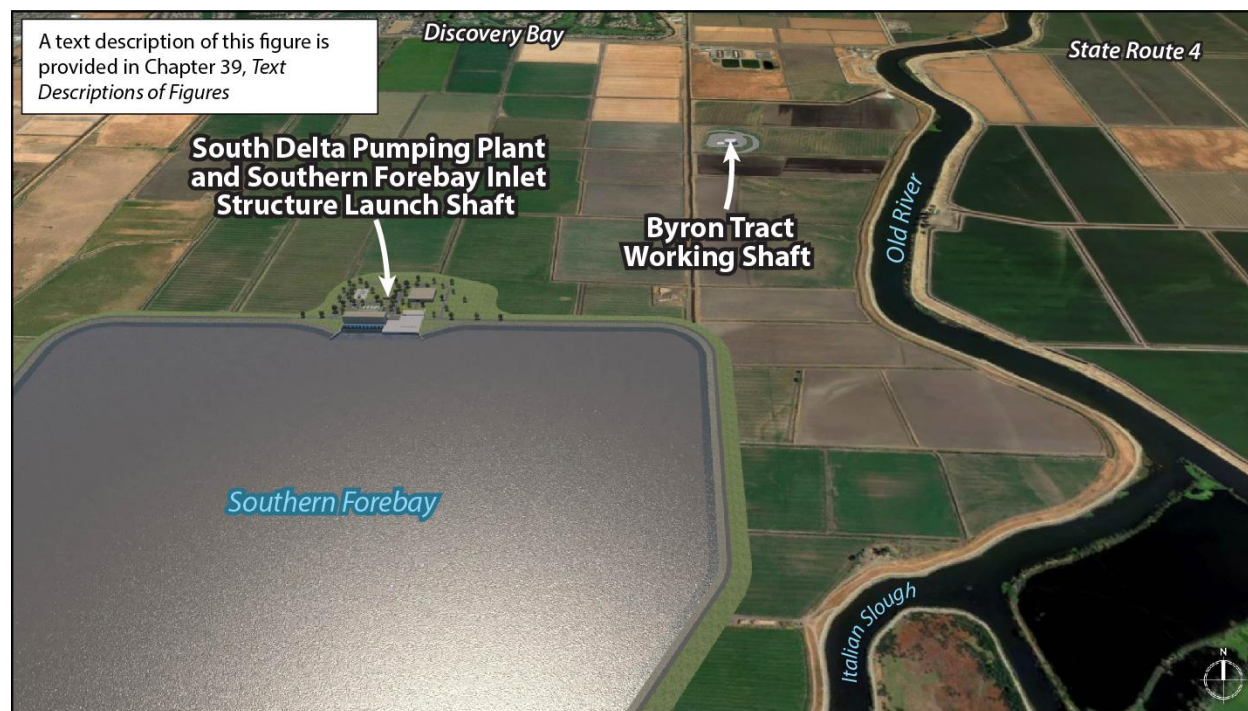 A text description of this figure is
provided in Chapter 39, Text
Descriptions of Figures
Discovery Bay
State Route 4
South Delta Pumping Plant
and Southern Forebay Inlet
Structure Launch Shaft
Byron Tract
Working Shaft
Old River
Southern Forebay
Italian Slough
N